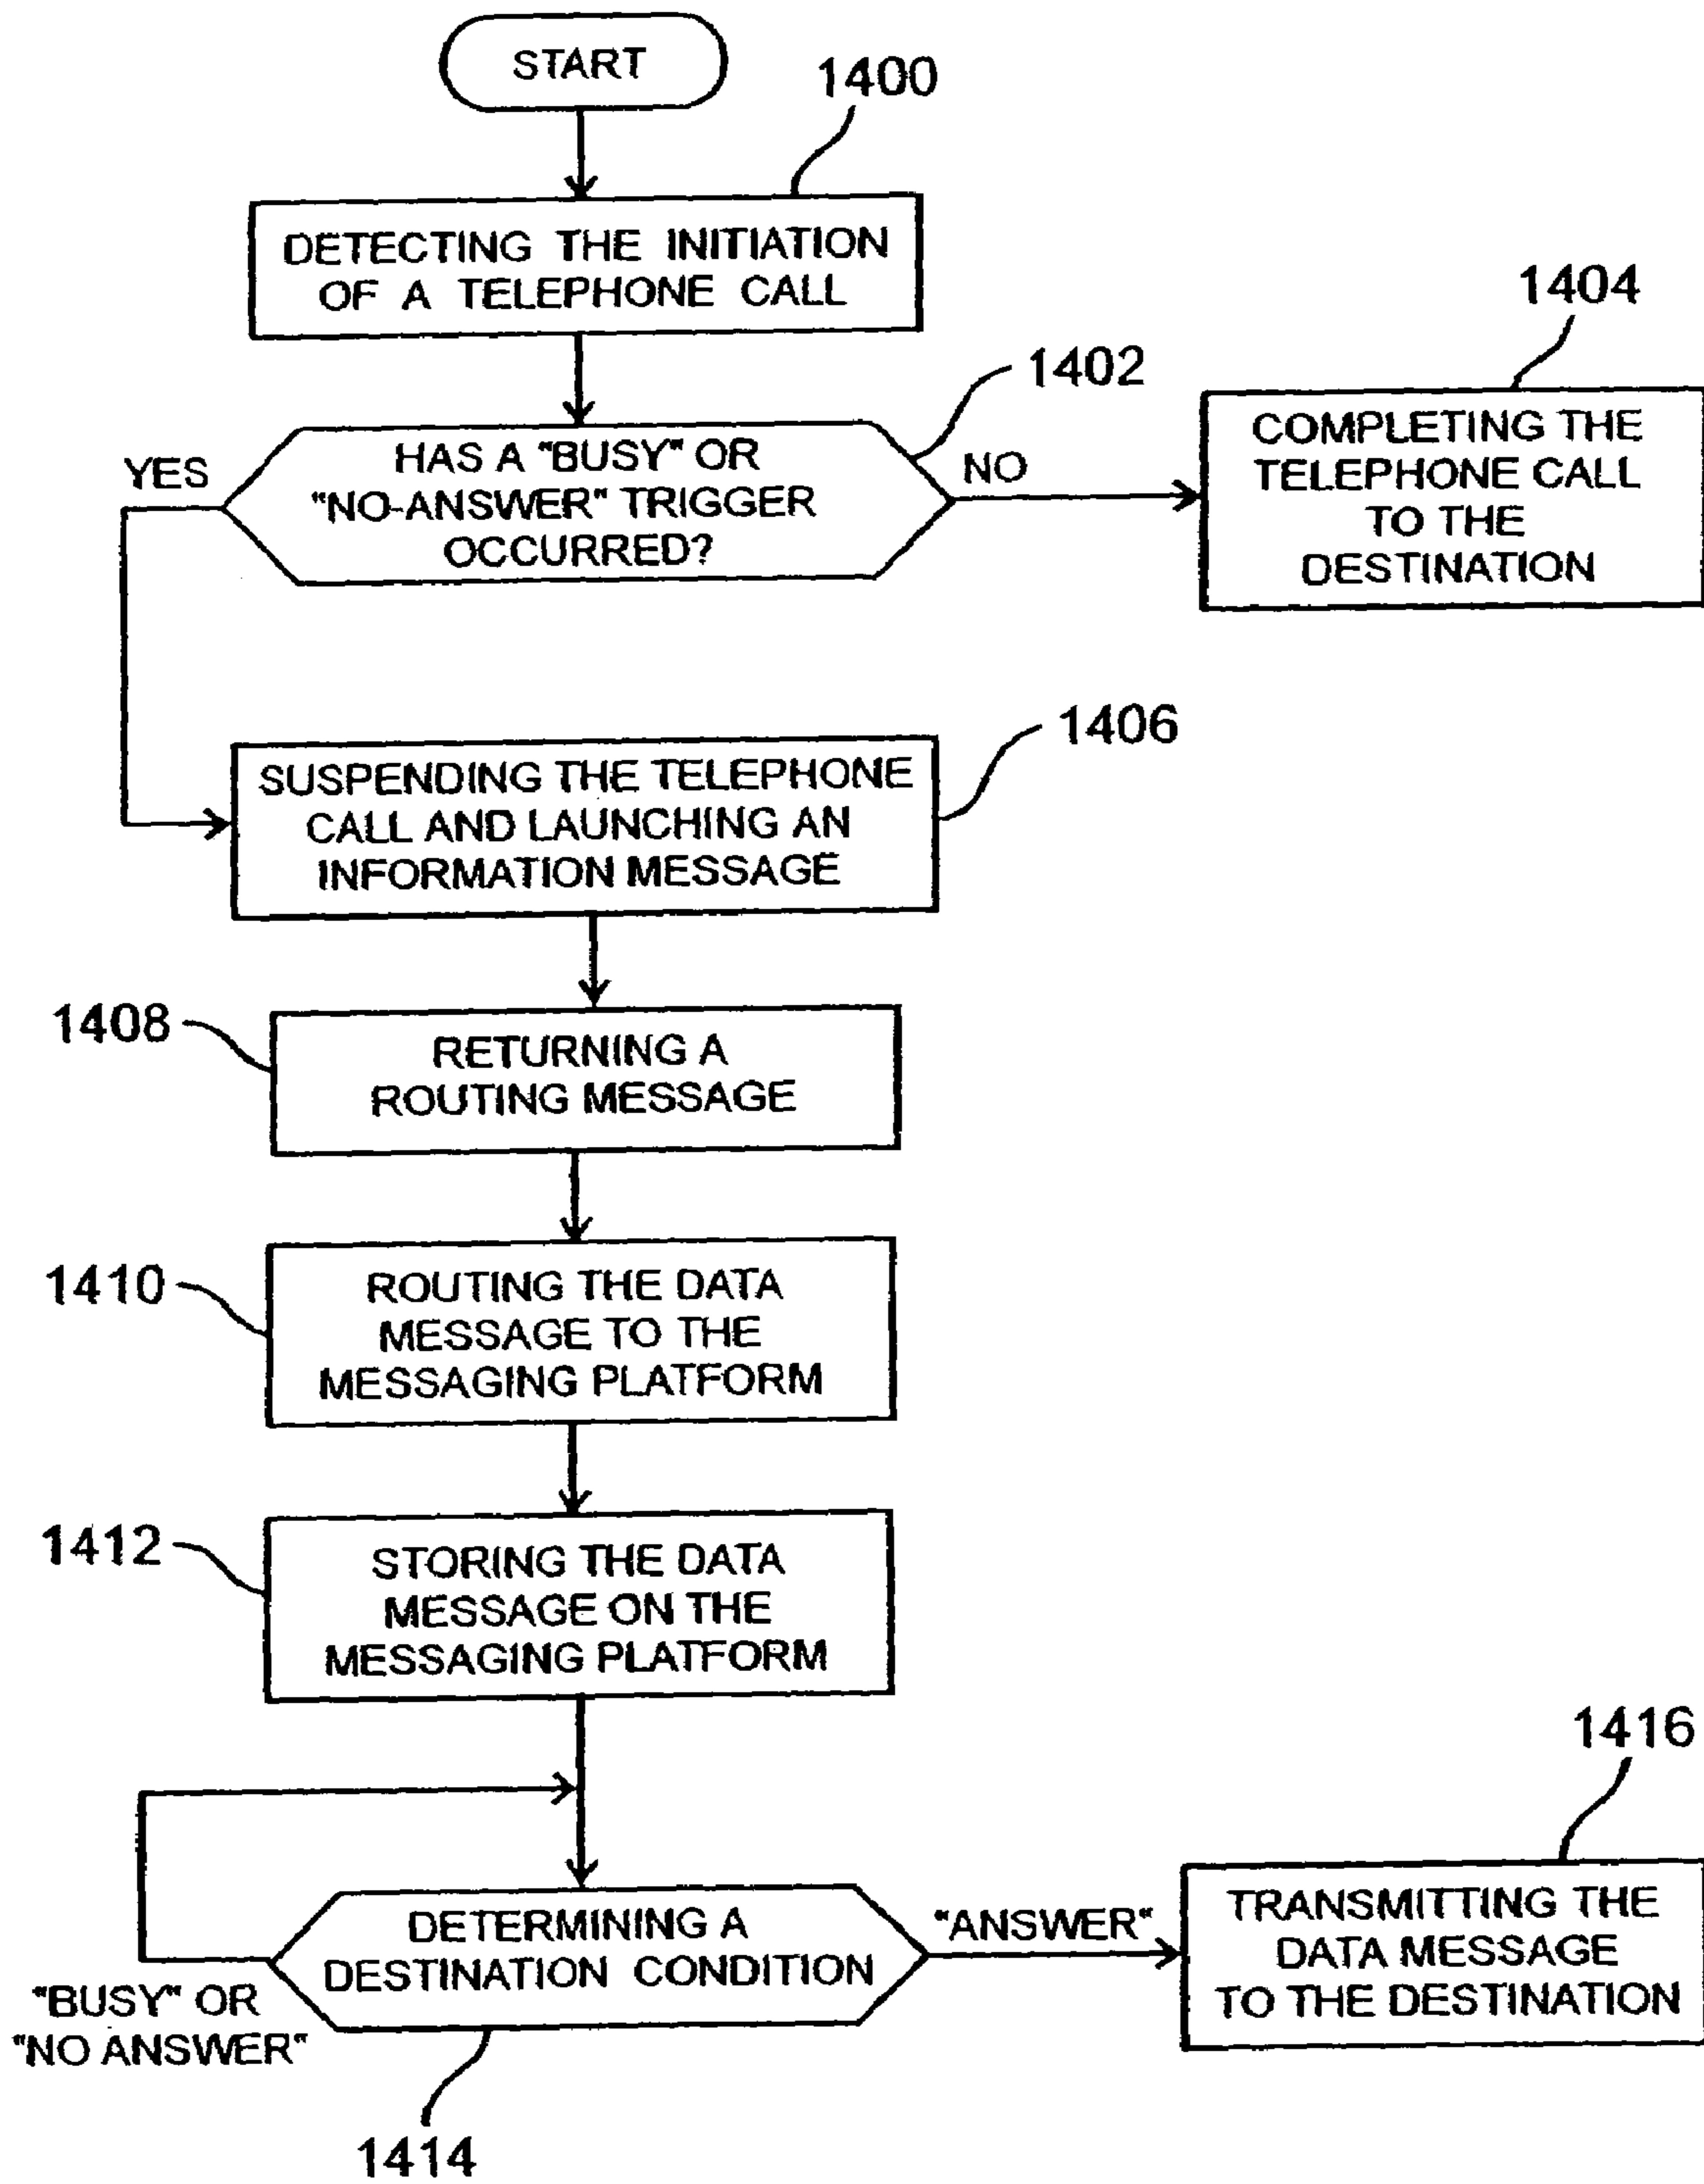 START
1400
DETECTING THE INITIATION
OF A TELEPHONE CALL
1402
1404
YES
HAS A "BUSY" OR
"NO-ANSWER" TRIGGER
OCCURRED?
NO
COMPLETING THE
TELEPHONE CALL
TO THE
DESTINATION
1406
SUSPENDING THE TELEPHONE
CALL AND LAUNCHING AN
INFORMATION MESSAGE
1408
RETURNING A
ROUTING MESSAGE
1410
ROUTING THE DATA
MESSAGE TO THE
MESSAGING PLATFORM
1412
STORING THE DATA
MESSAGE ON THE
MESSAGING PLATFORM
1416
DETERMINING A
DESTINATION CONDITION
"ANSWER"
TRANSMITTING THE
DATA MESSAGE
TO THE DESTINATION
"BUSY" OR
"NO ANSWER"
1414